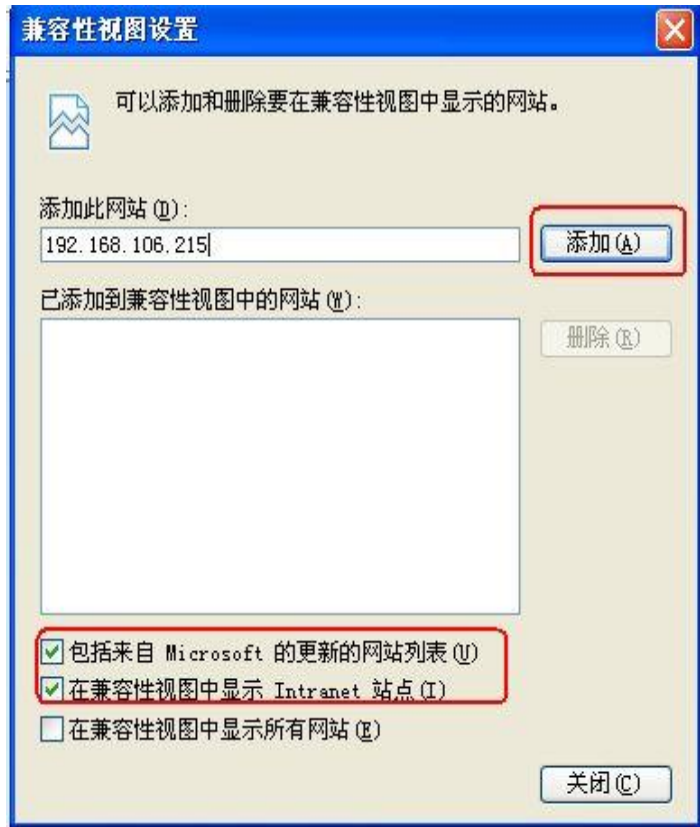 兼容性视图设置
可以添加和删除要在兼容性视图中显示的网站。
添加此网站(D):
192.168.106.215
添加(A)
已添加到兼容性视图中的网站(W):
删除(R)
包括来自 Microsoft 的更新的网站列表(U)
在兼容性视图中显示 Intranet 站点(I)
在兼容性视图中显示所有网站(E)
关闭(C)